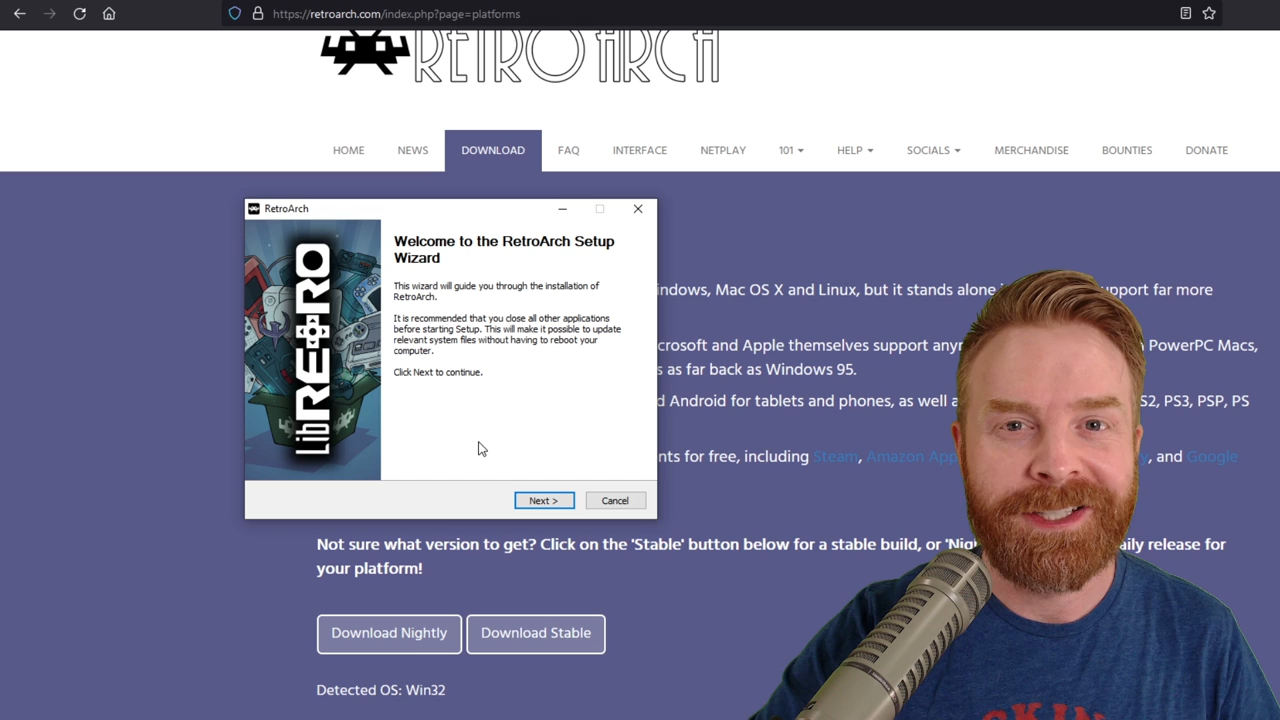 https://retroarch.com/index.php?page=platforms
RETROARCH
HOME NEWS DOWNLOAD FAQ INTERFACE NETPLAY 101 HELP SOCIALS MERCHANDISE BOUNTIES DONATE
RetroArch
LibRETRO
Welcome to the RetroArch Setup
Wizard
This wizard will guide you through the installation of
RetroArch.
It is recommended that you close all other applications
before starting Setup. This will make it possible to update
relevant system files without having to reboot your
computer.
Click Next to continue.
Next >
Cancel
indows, Mac OS X and Linux, but it stands alone upport far more
crosoft and Apple themselves support any PowerPC Macs,
s as far back as Windows 95.
d Android for tablets and phones, as well a S2, PS3, PSP, PS
nts for free, including Steam, Amazon App y, and Google
Not sure what version to get? Click on the 'Stable' button below for a stable build, or 'Nig aily release for
your platform!
Download Nightly
Download Stable
Detected OS: Win32